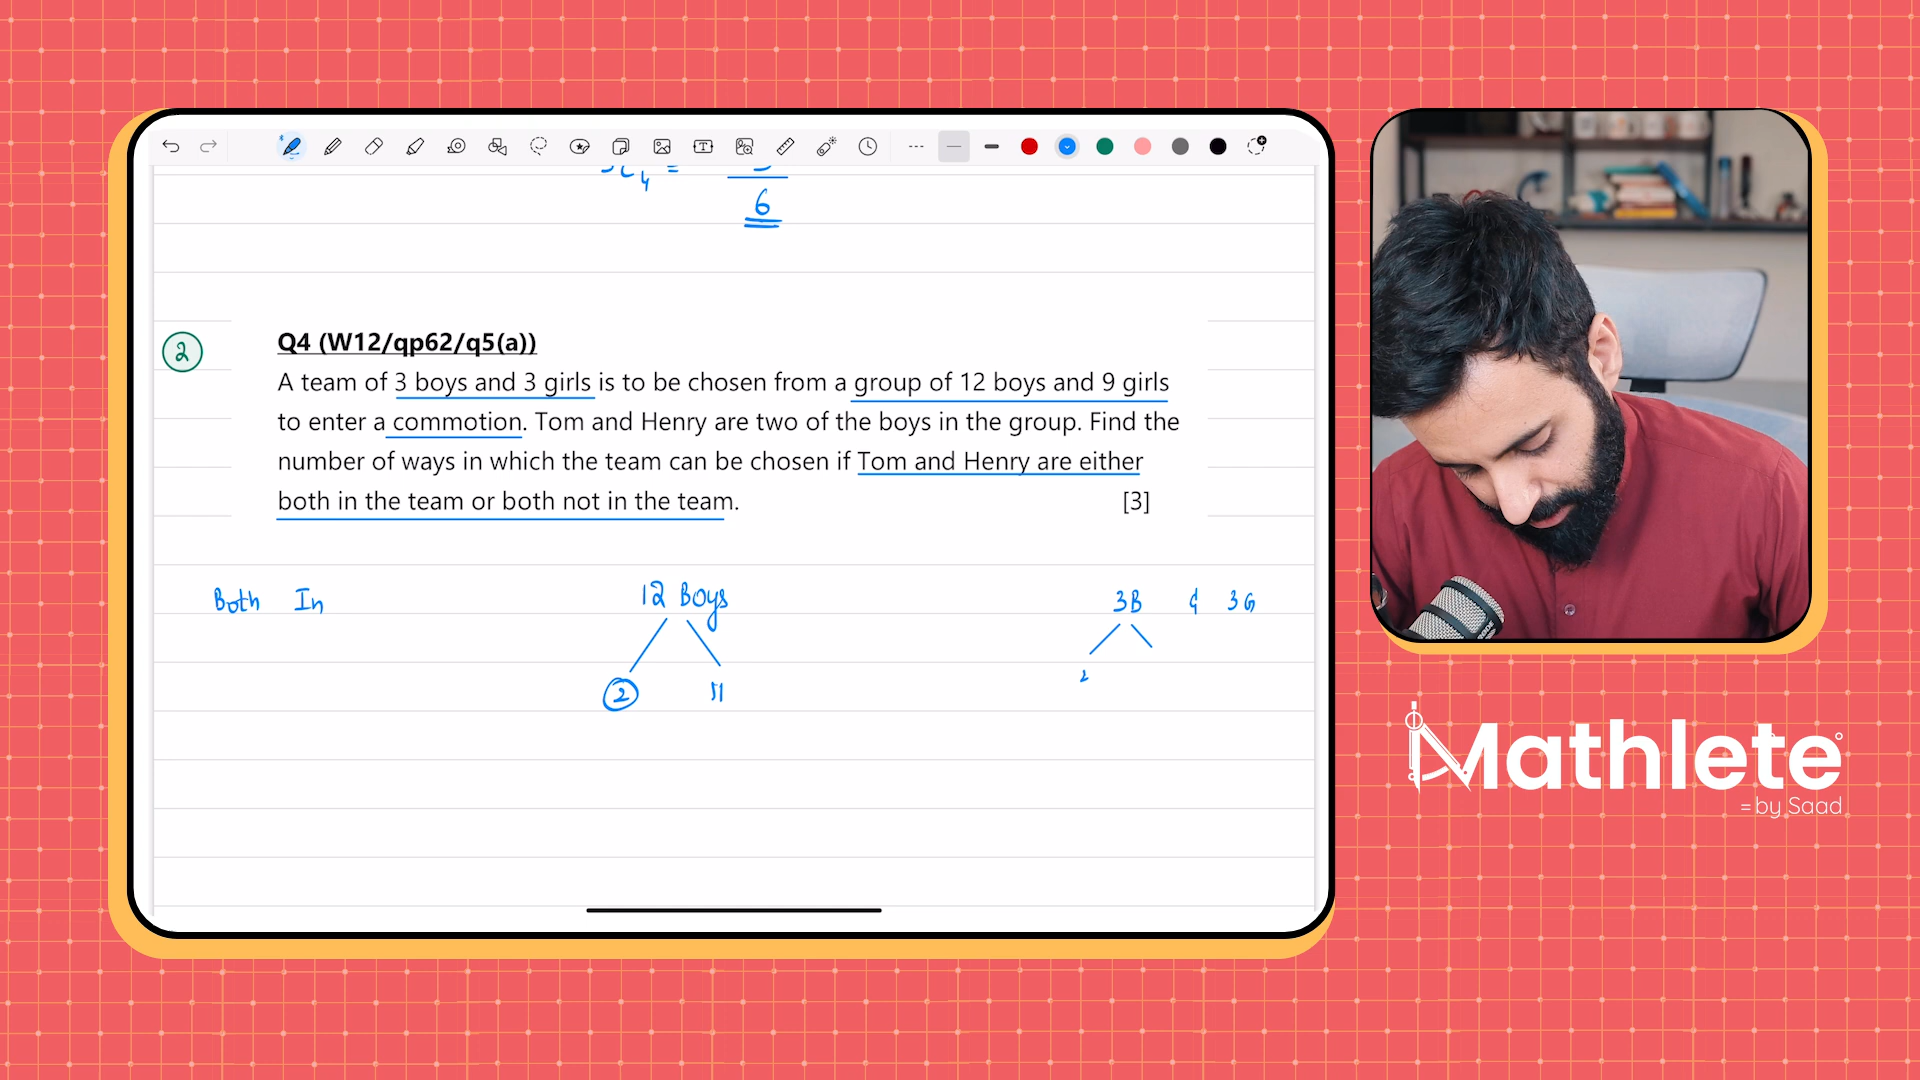 6
2
Q4 (W12/qp62/q5(a))
A team of 3 boys and 3 girls is to be chosen from a group of 12 boys and 9 girls
to enter a commotion. Tom and Henry are two of the boys in the group. Find the
number of ways in which the team can be chosen if Tom and Henry are either
both in the team or both not in the team. [3]
Both In 12 Boys 3B & 3G
2 11 2
Mathlete
= by Saad